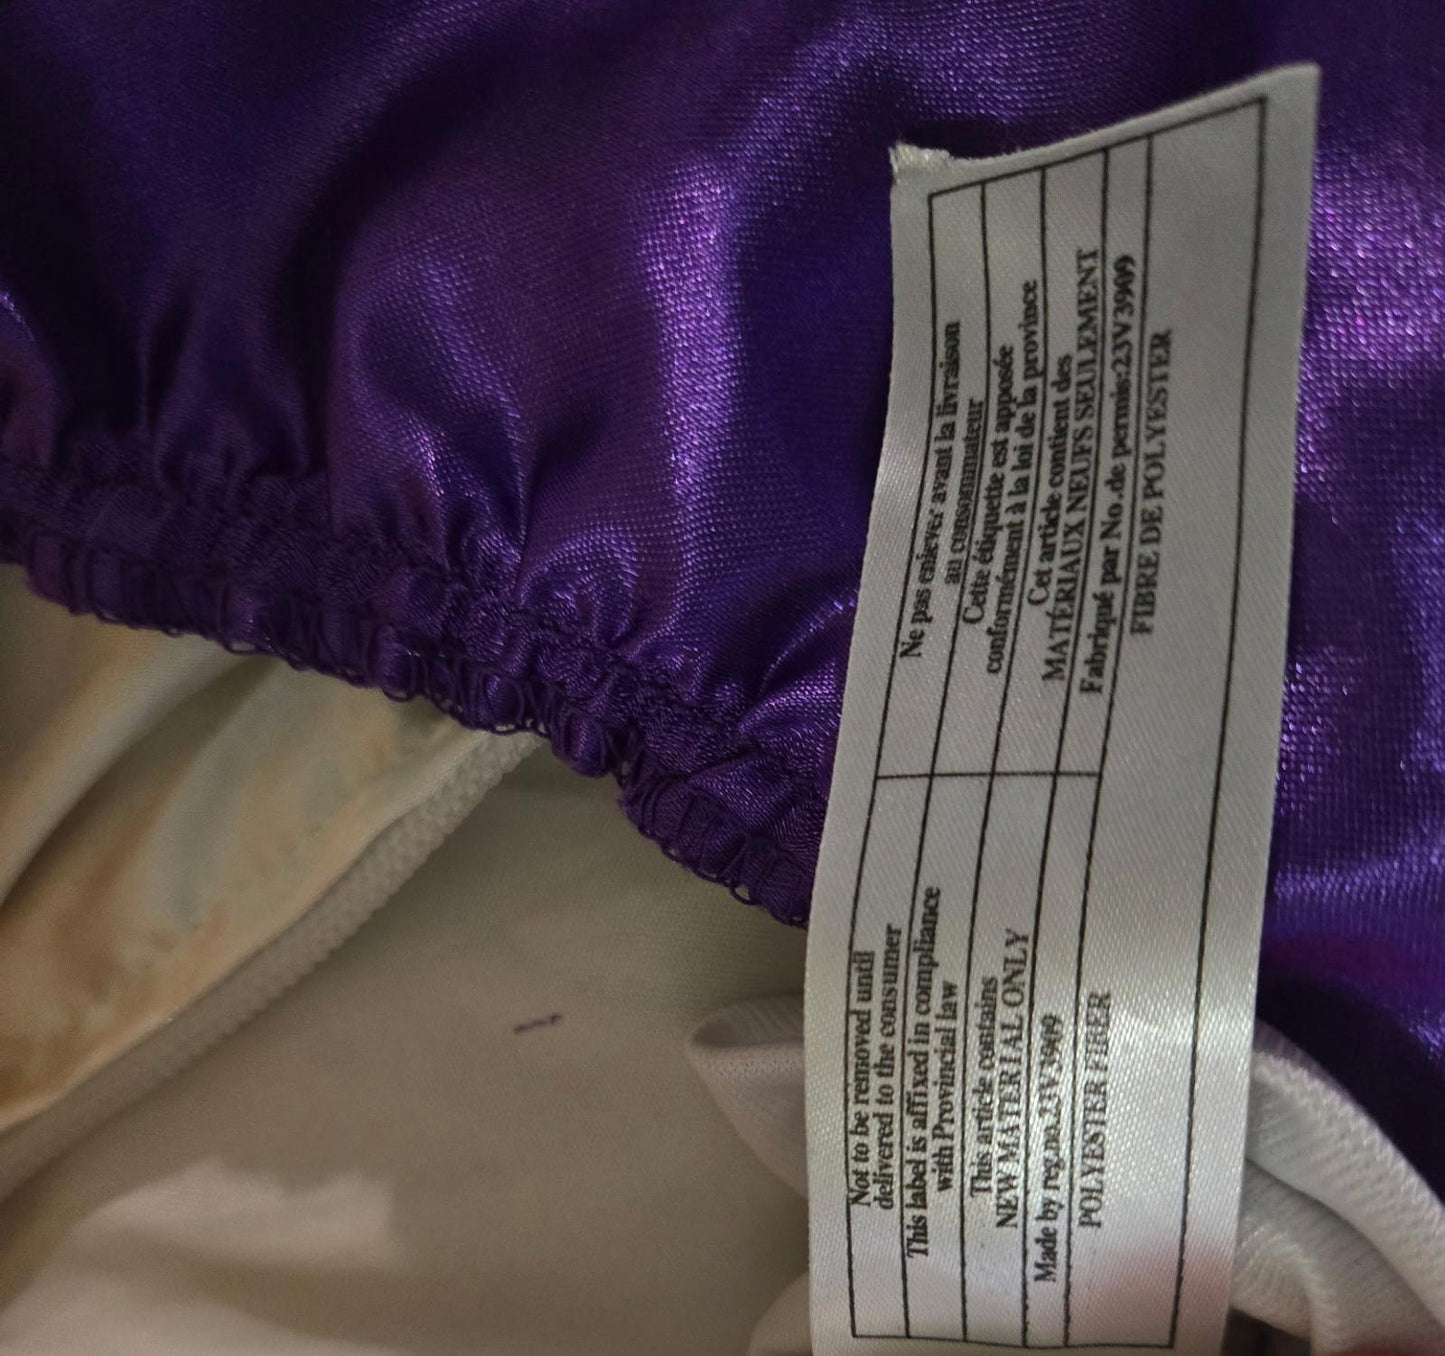 Not to be removed until
delivered to the consumer
This label is affixed in compliance
with Provincial law
This article contains
NEW MATERIAL ONLY
Made by reg.no.23V3909
POLYESTER FIBER
Ne pas enlever avant la livraison
au consommateur
Cette étiquette est apposée
conformément à la loi de la province
Cet article contient des
MATÉRIAUX NEUFS SEULEMENT
Fabriqué par No.de permis:23V3909
FIBRE DE POLYESTER